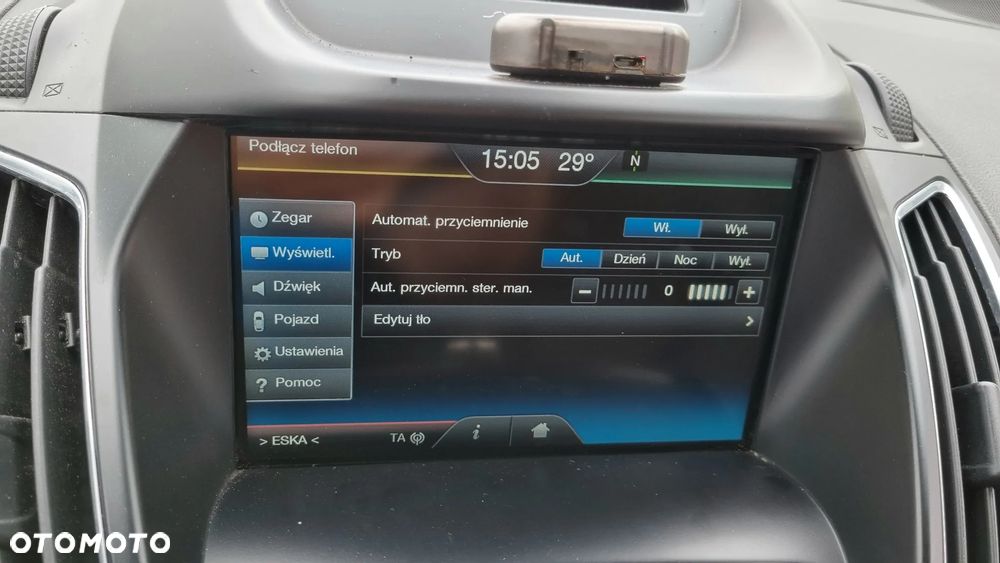 Podłącz telefon
15:05 29° N
Zegar
Wyświetl.
Dźwięk
Pojazd
Ustawienia
? Pomoc
Automat. przyciemnienie Wł. Wył.
Tryb Aut. Dzień Noc Wył.
Aut. przyciemn. ster. man. − 0 +
Edytuj tło >
> ESKA < TA i
OTOMOTO